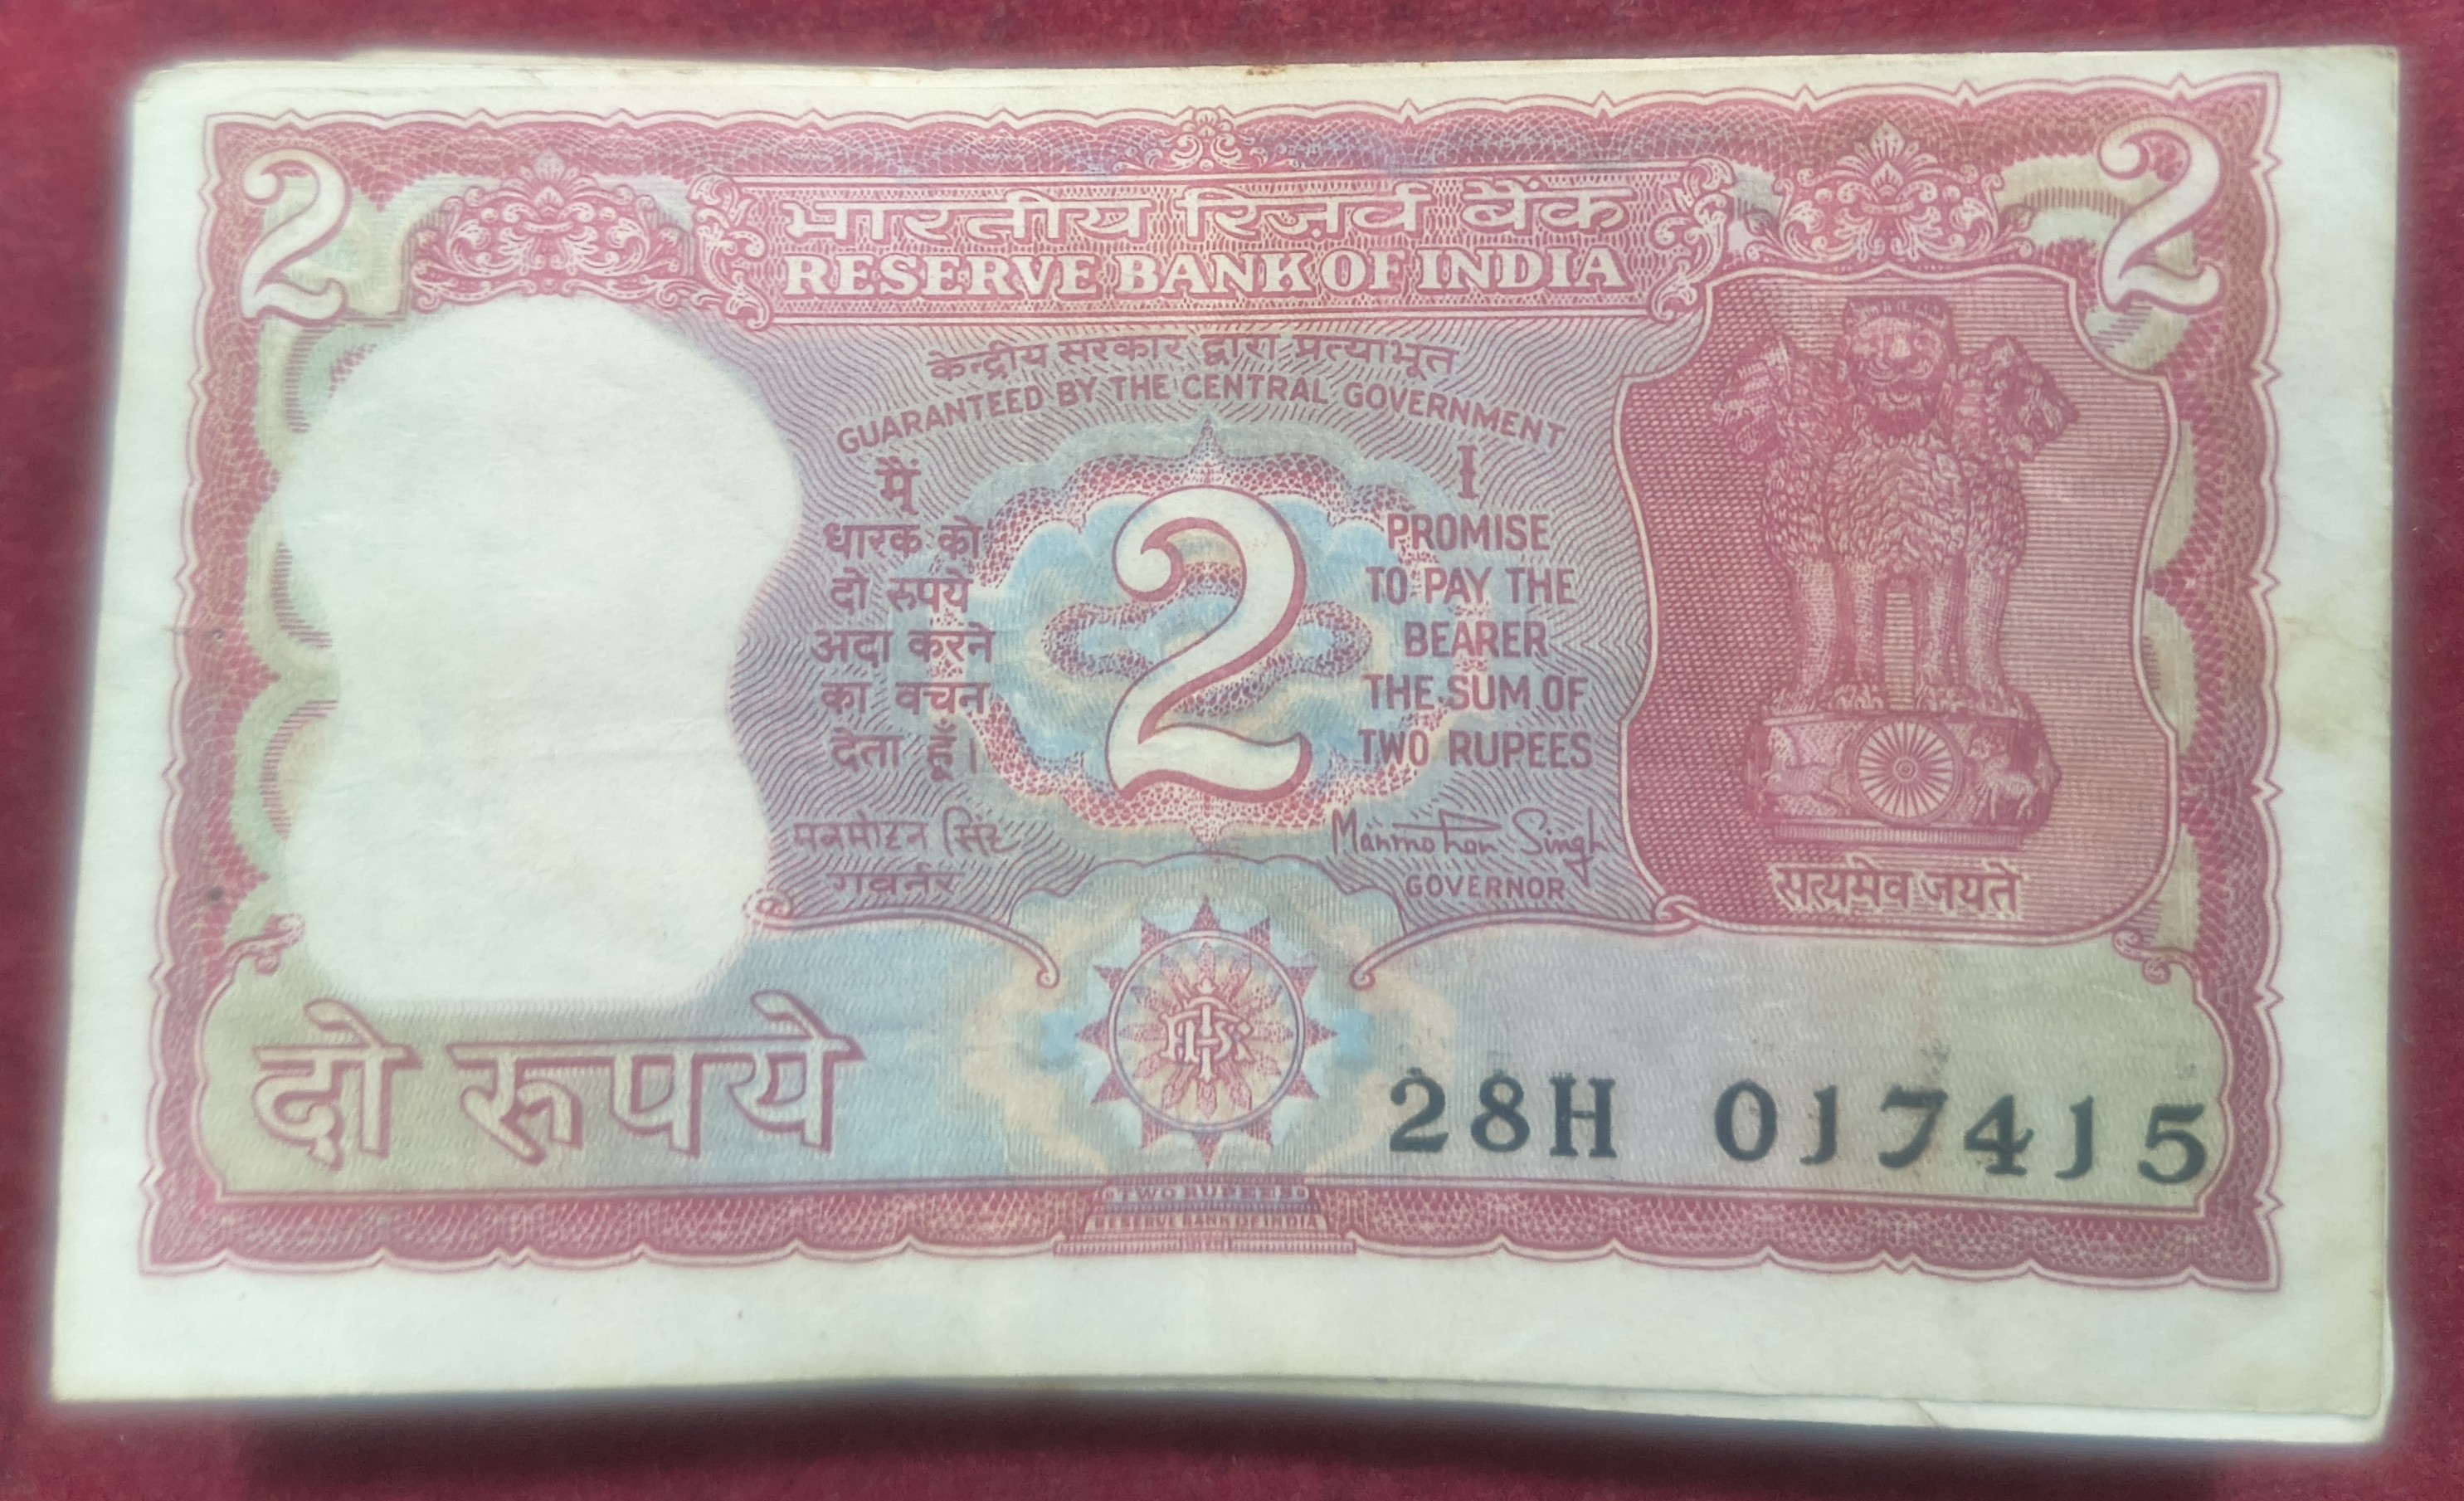 2 2
भारतीय रिज़र्व बैंक
RESERVE BANK OF INDIA
केन्द्रीय सरकार द्वारा प्रत्याभूत
GUARANTEED BY THE CENTRAL GOVERNMENT
मैं
धारक को
दो रुपये
अदा करने
का वचन
देता हूँ।
मनमोहन सिंह
गवर्नर
2
I
PROMISE
TO PAY THE
BEARER
THE SUM OF
TWO RUPEES
Manmohan Singh
GOVERNOR
सत्यमेव जयते
दो रूपये
28H 017415
TWO RUPEES
RESERVE BANK OF INDIA